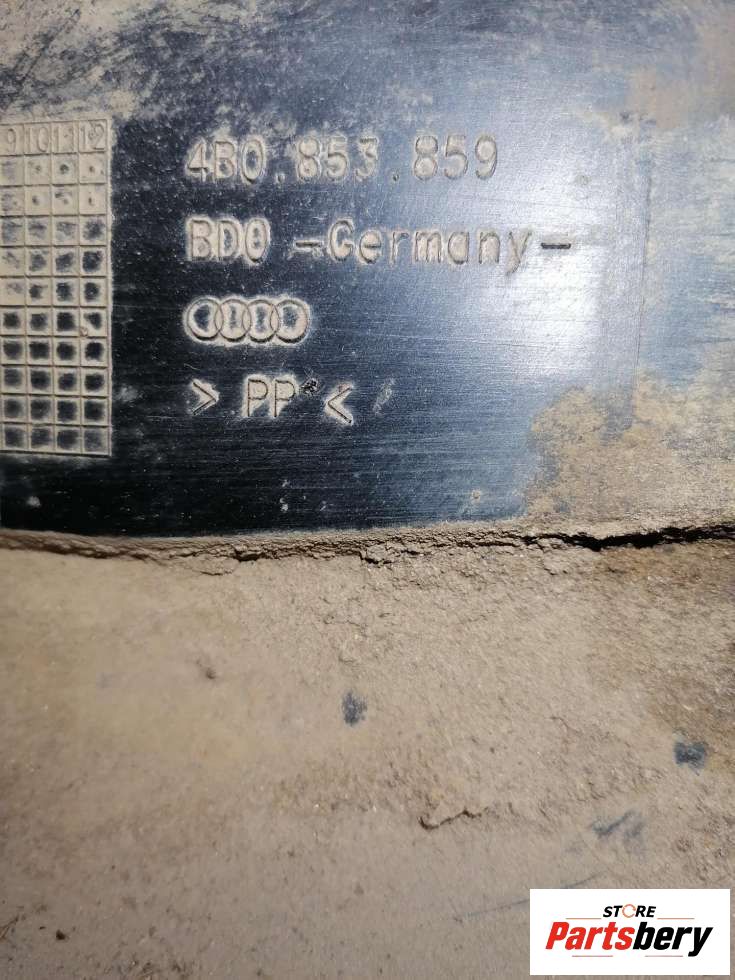 9 10 11 12
4B0.853.859
BD0 -Germany-
> PP <
STORE
Partsbery